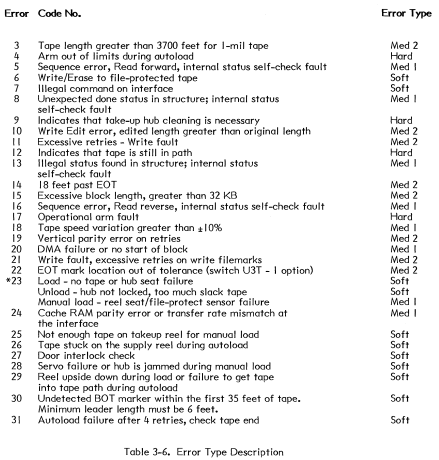 Error Code No. Error Type
3 Tape length greater than 3700 feet for 1-mil tape Med 2
4 Arm out of limits during autoload Hard
5 Sequence error, Read forward, internal status self-check fault Med 1
6 Write/Erase to file-protected tape Soft
7 Illegal command on interface Soft
8 Unexpected done status in structure; internal status Med 1
self-check fault
9 Indicates that take-up hub cleaning is necessary Hard
10 Write Edit error, edited length greater than original length Med 2
11 Excessive retries - Write fault Med 2
12 Indicates that tape is still in path Hard
13 Illegal status found in structure; internal status Med 1
self-check fault
14 18 feet past EOT Med 2
15 Excessive block length, greater than 32 KB Med 2
16 Sequence error, Read reverse, internal status self-check fault Med 1
17 Operational arm fault Hard
18 Tape speed variation greater than ±10% Med 1
19 Vertical parity error on retries Med 2
20 DMA failure or no start of block Med 1
21 Write fault, excessive retries on write filemarks Med 2
22 EOT mark location out of tolerance (switch U3T - 1 option) Med 2
*23 Load - no tape or hub seat failure Soft
Unload - hub not locked, too much slack tape Soft
Manual load - reel seat/file-protect sensor failure Med 1
24 Cache RAM parity error or transfer rate mismatch at Med 1
the interface
25 Not enough tape on takeup reel for manual load Soft
26 Tape stuck on the supply reel during autoload Soft
27 Door interlock check Soft
28 Servo failure or hub is jammed during manual load Soft
29 Reel upside down during load or failure to get tape Soft
into tape path during autoload
30 Undetected BOT marker within the first 35 feet of tape. Soft
Minimum leader length must be 6 feet.
31 Autoload failure after 4 retries, check tape end Soft
Table 3-6. Error Type Description